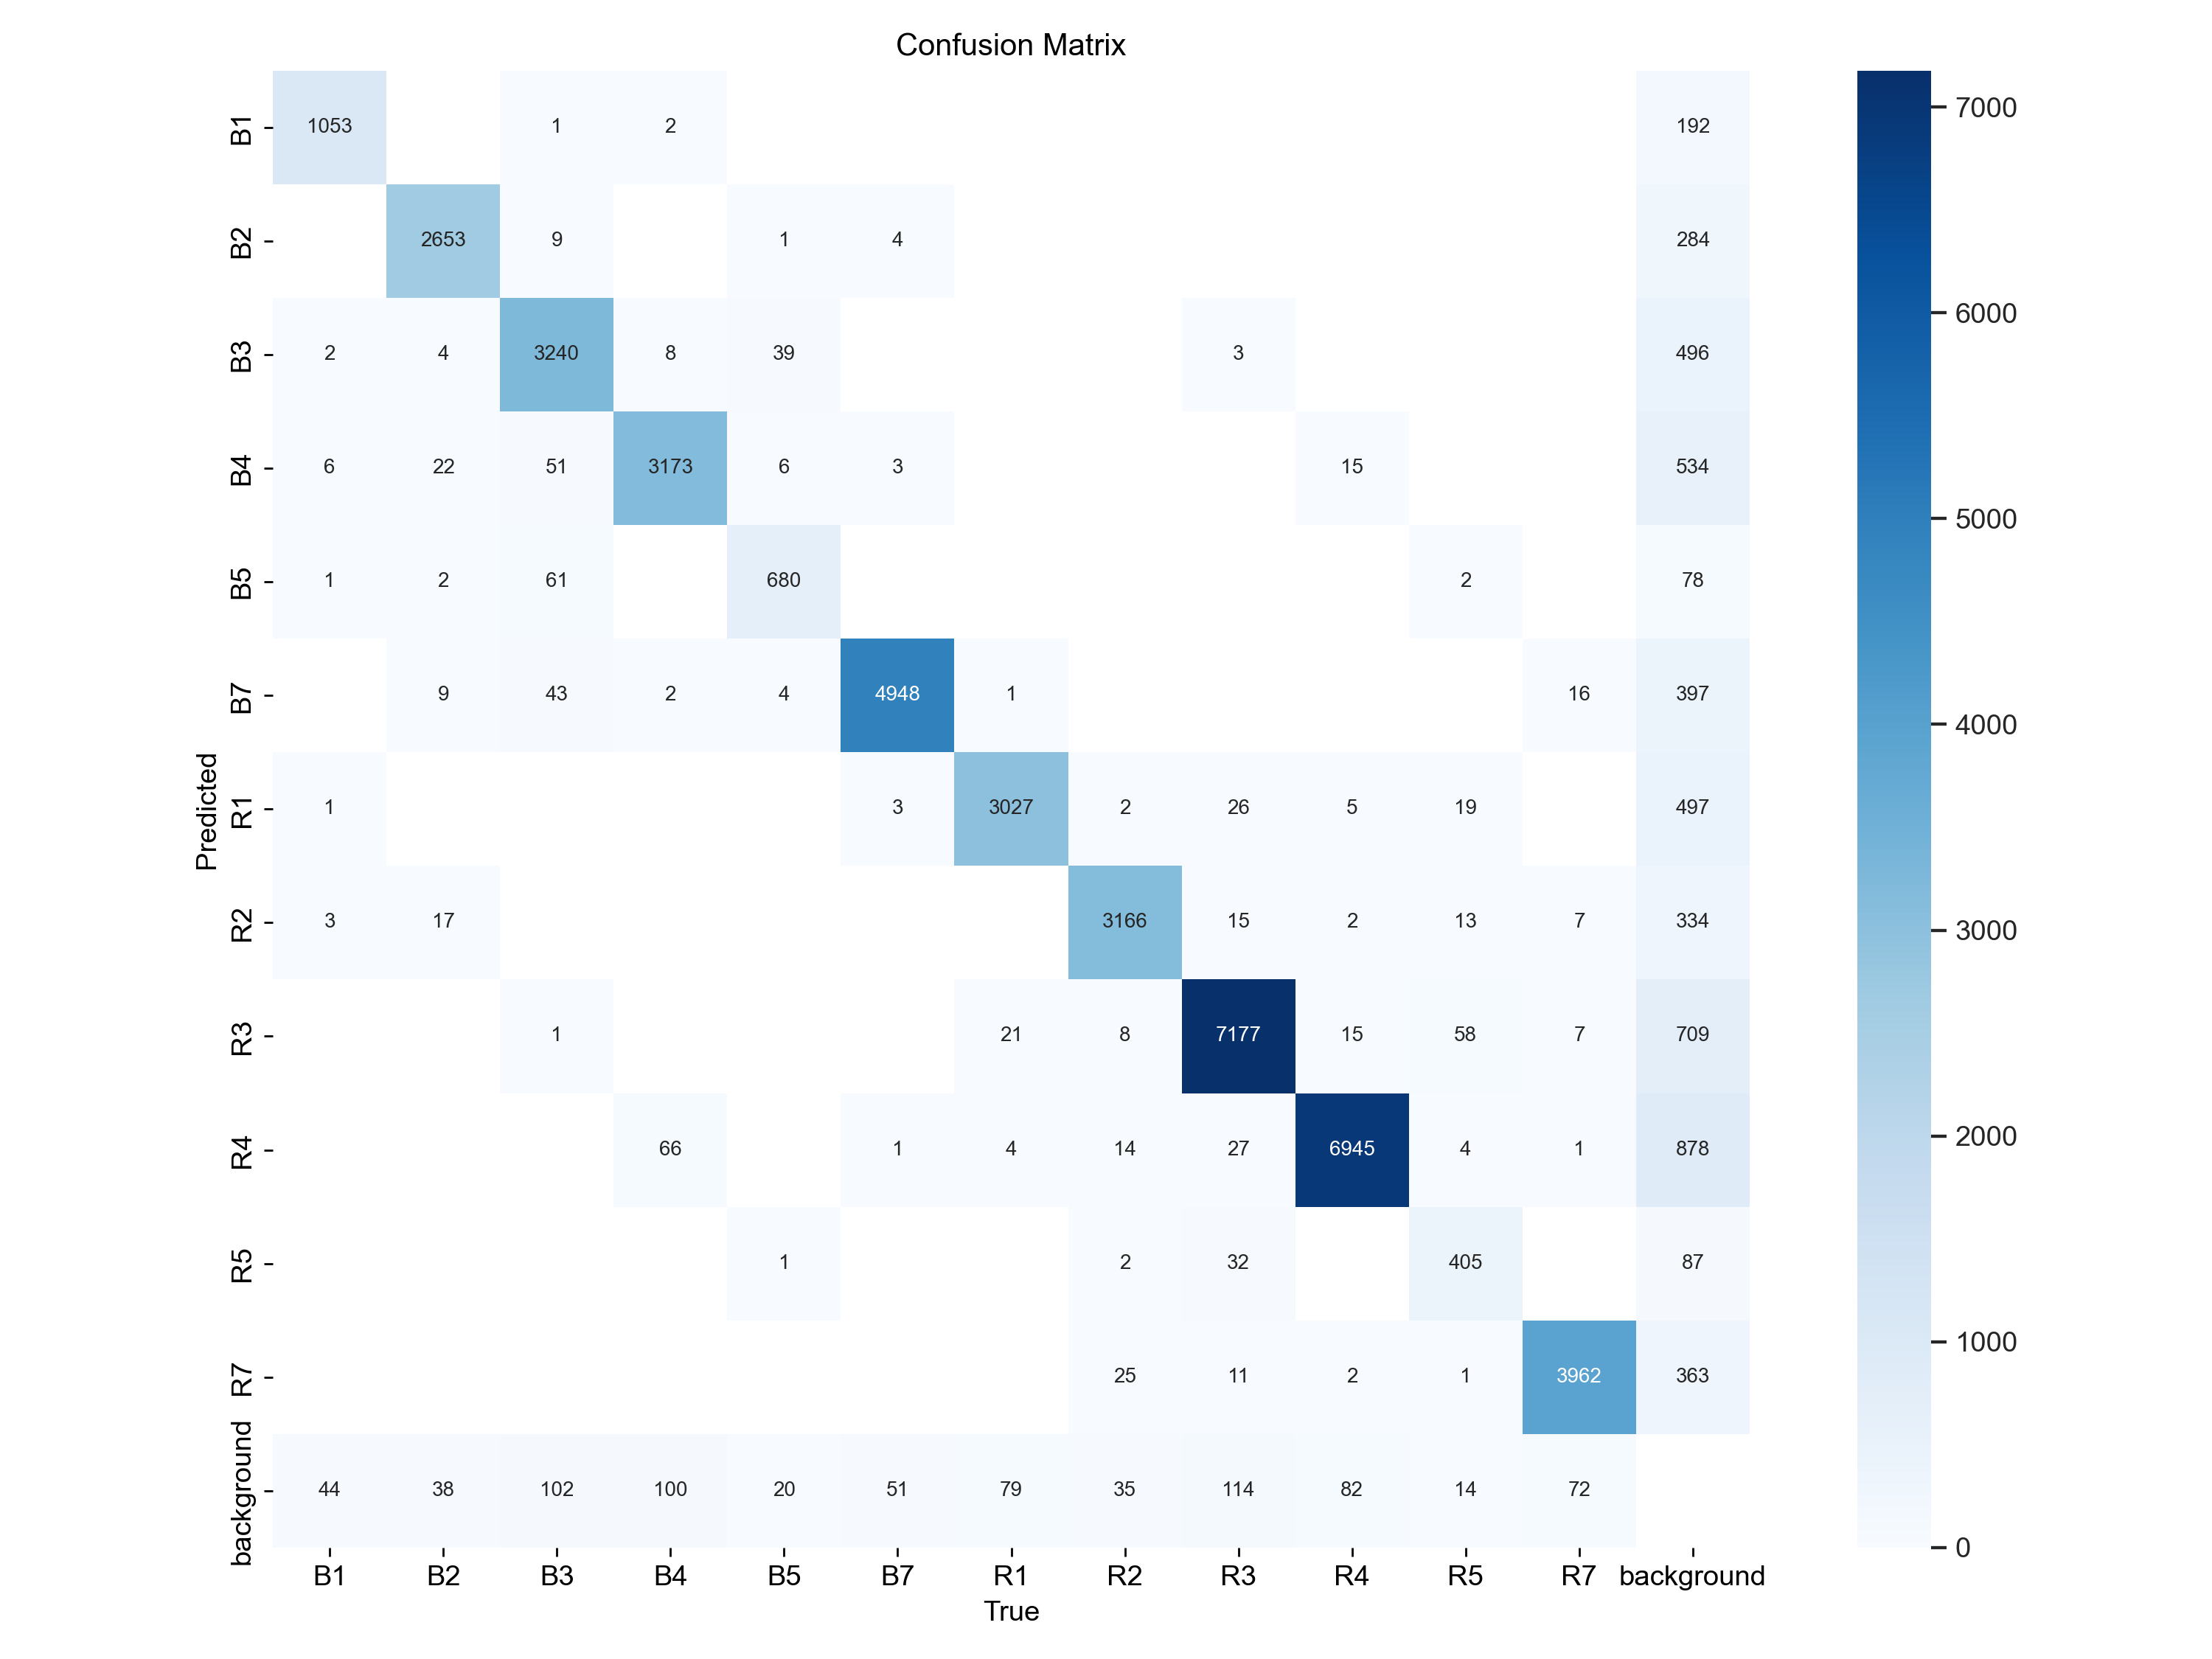 Confusion Matrix
B1 1053 1 2 192 7000
B2 2653 9 1 4 284 6000
B3 2 4 3240 8 39 3 496
B4 6 22 51 3173 6 3 15 534 5000
B5 1 2 61 680 2 78
B7 9 43 2 4 4948 1 16 397 4000
Predicted
R1 1 3 3027 2 26 5 19 497
R2 3 17 3166 15 2 13 7 334 3000
R3 1 21 8 7177 15 58 7 709
R4 66 1 4 14 27 6945 4 1 878 2000
R5 1 2 32 405 87
R7 25 11 2 1 3962 363 1000
background 44 38 102 100 20 51 79 35 114 82 14 72 0
B1 B2 B3 B4 B5 B7 R1 R2 R3 R4 R5 R7 background
True